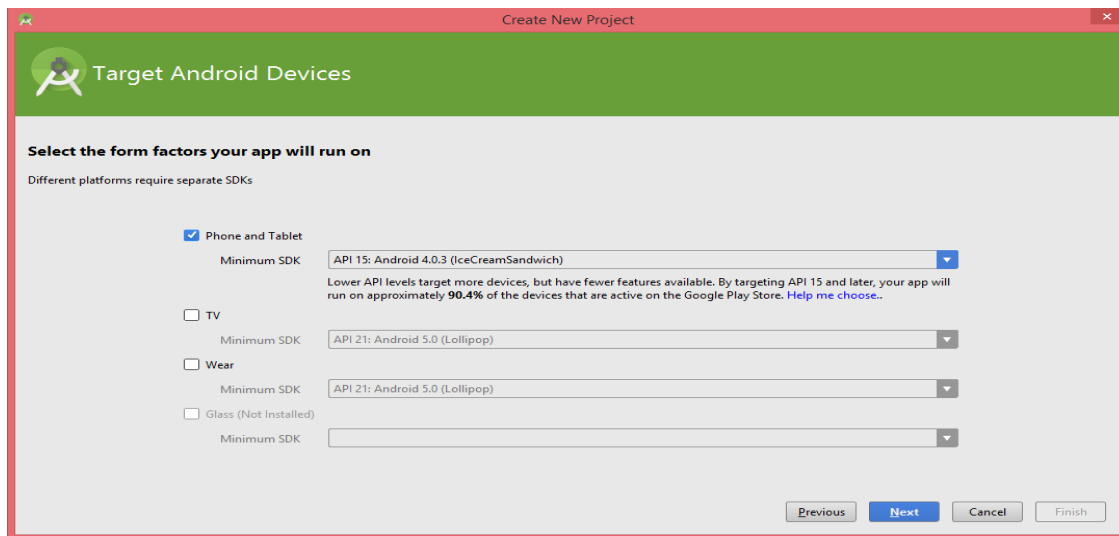 Create New Project
Target Android Devices
Select the form factors your app will run on
Different platforms require separate SDKs
Phone and Tablet
Minimum SDK API 15: Android 4.0.3 (IceCreamSandwich)
Lower API levels target more devices, but have fewer features available. By targeting API 15 and later, your app will
run on approximately 90.4% of the devices that are active on the Google Play Store. Help me choose..
TV
Minimum SDK API 21: Android 5.0 (Lollipop)
Wear
Minimum SDK API 21: Android 5.0 (Lollipop)
Glass (Not Installed)
Minimum SDK
Previous Next Cancel Finish